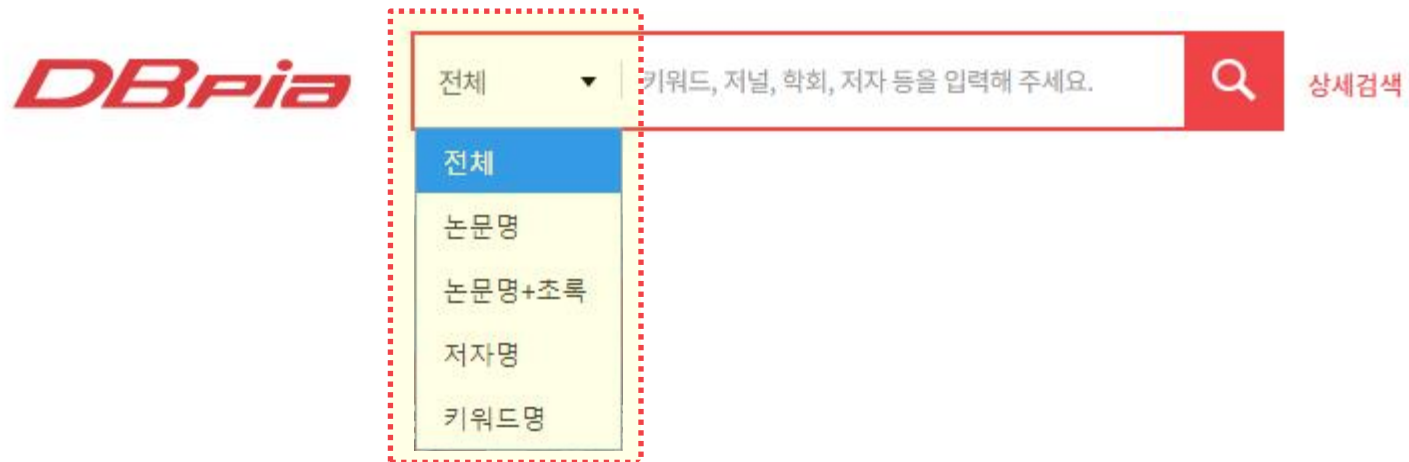 DBpia
전체 ▼ 키워드, 저널, 학회, 저자 등을 입력해 주세요. 상세검색
전체
논문명
논문명+초록
저자명
키워드명